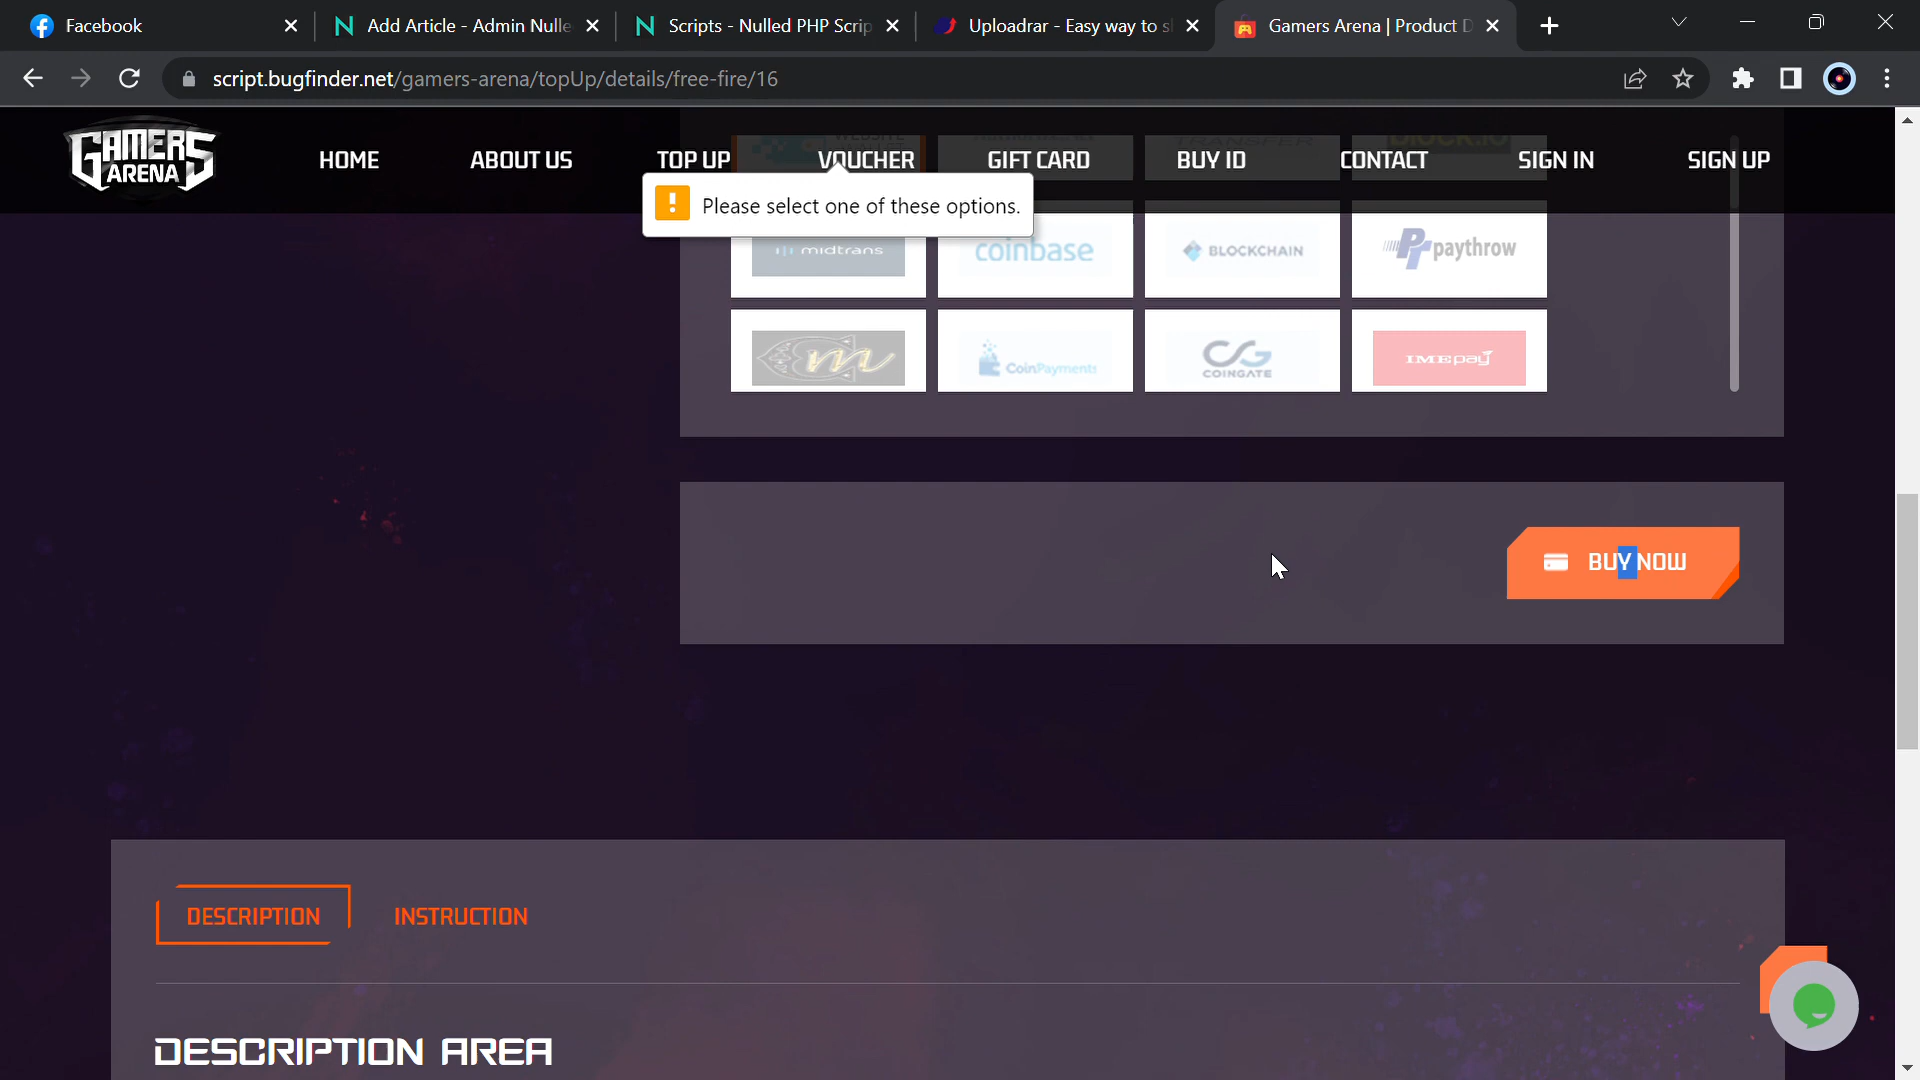 Facebook
Add Article - Admin Nulle
Scripts - Nulled PHP Scrip
Uploadrar - Easy way to sl
Gamers Arena | Product D
script.bugfinder.net/gamers-arena/topUp/details/free-fire/16
GAMERS
ARENA
HOME
ABOUT US
TOP UP
VOUCHER
GIFT CARD
BUY ID
CONTACT
SIGN IN
SIGN UP
Please select one of these options.
midtrans
coinbase
BLOCKCHAIN
paythrow
m
CoinPayments
COINGATE
IMEpay
BUY NOW
DESCRIPTION
INSTRUCTION
DESCRIPTION AREA